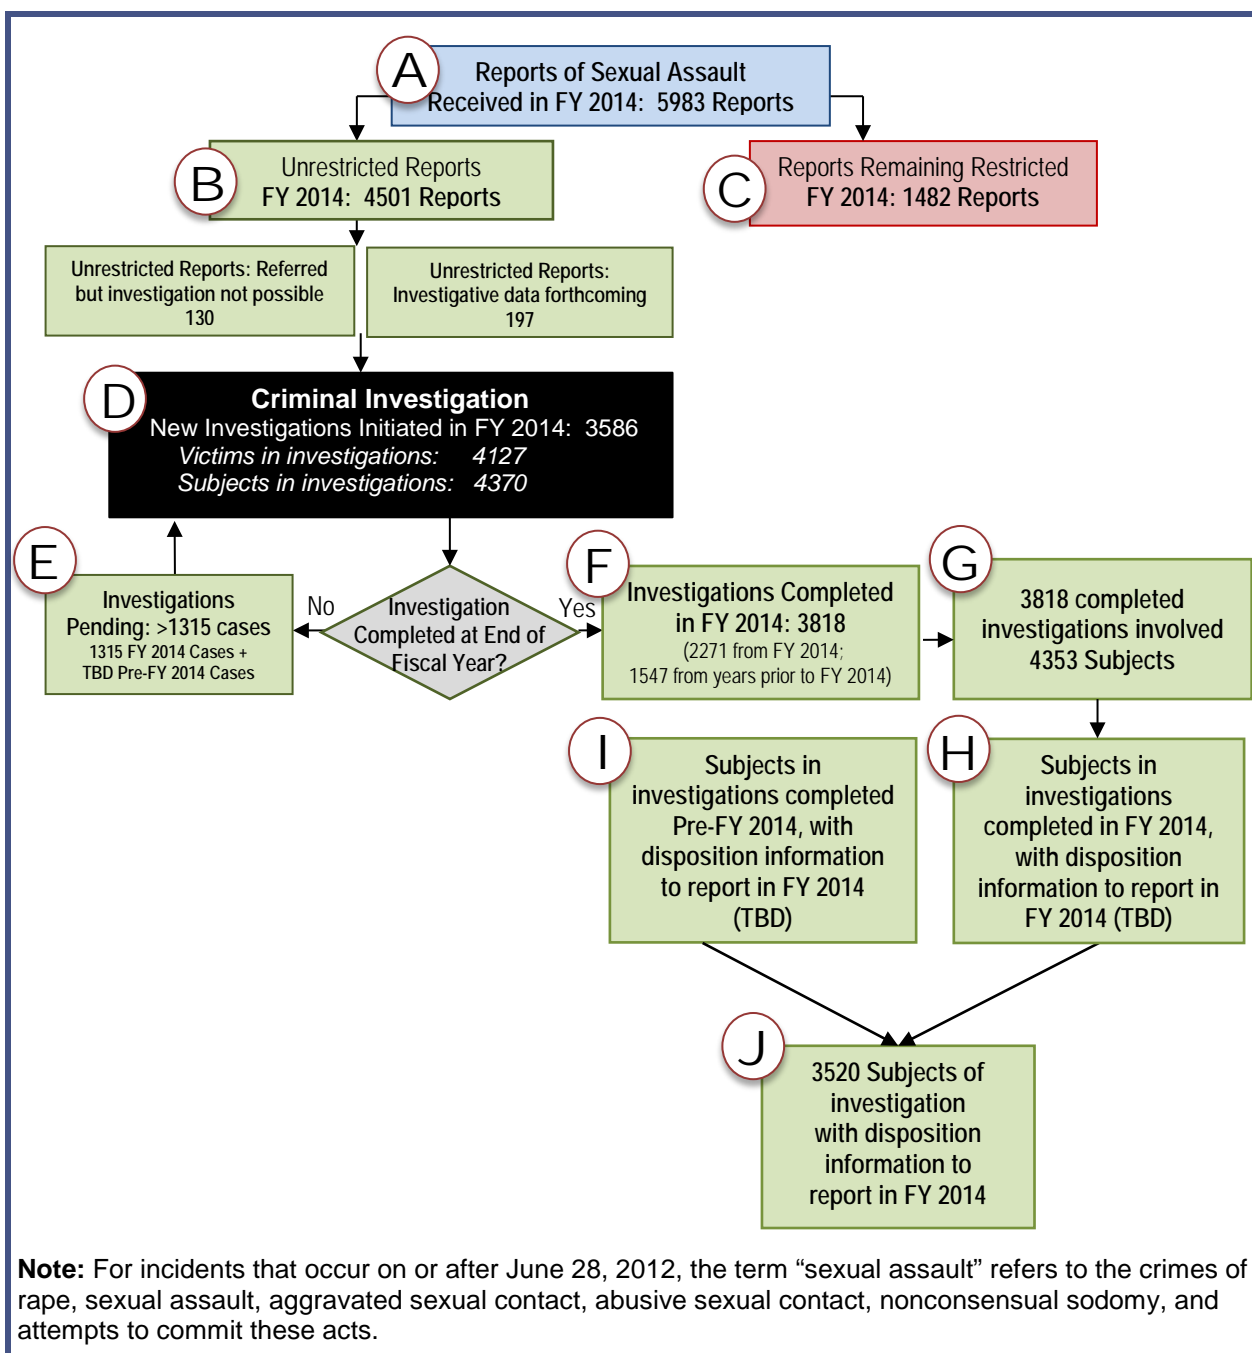 A
Reports of Sexual Assault
Received in FY 2014: 5983 Reports
B
Unrestricted Reports
FY 2014: 4501 Reports
C
Reports Remaining Restricted
FY 2014: 1482 Reports
Unrestricted Reports: Referred
but investigation not possible
130
Unrestricted Reports:
Investigative data forthcoming
197
D
Criminal Investigation
New Investigations Initiated in FY 2014: 3586
Victims in investigations: 4127
Subjects in investigations: 4370
E
Investigations
Pending: >1315 cases
1315 FY 2014 Cases +
TBD Pre-FY 2014 Cases
No
Investigation
Completed at End of
Fiscal Year?
Yes
F
Investigations Completed
in FY 2014: 3818
(2271 from FY 2014;
1547 from years prior to FY 2014)
G
3818 completed
investigations involved
4353 Subjects
I
Subjects in
investigations completed
Pre-FY 2014, with
disposition information
to report in FY 2014
(TBD)
H
Subjects in
investigations
completed in FY 2014,
with disposition
information to report in
FY 2014 (TBD)
J
3520 Subjects of
investigation
with disposition
information to
report in FY 2014
Note: For incidents that occur on or after June 28, 2012, the term “sexual assault” refers to the crimes of
rape, sexual assault, aggravated sexual contact, abusive sexual contact, nonconsensual sodomy, and
attempts to commit these acts.